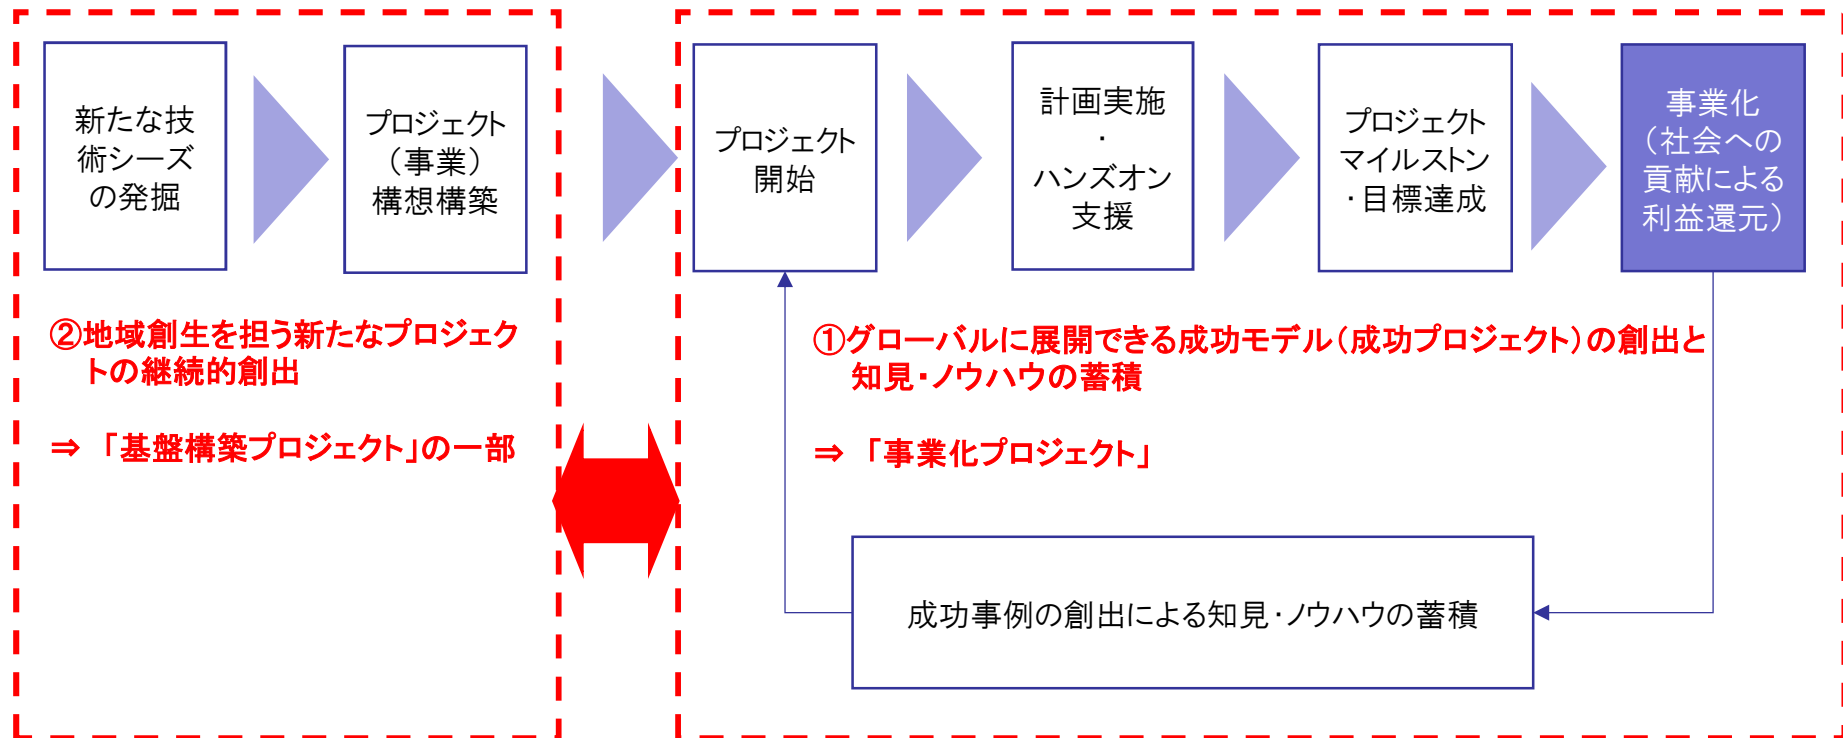 新たな技
術シーズ
の発掘
プロジェクト
（事業）
構想構築
プロジェクト
開始
計画実施
・
ハンズオン
支援
プロジェクト
マイルストン
・目標達成
事業化
（社会への
貢献による
利益還元）
②地域創生を担う新たなプロジェク
トの継続的創出
⇒ 「基盤構築プロジェクト」の一部
①グローバルに展開できる成功モデル（成功プロジェクト）の創出と
知見・ノウハウの蓄積
⇒ 「事業化プロジェクト」
成功事例の創出による知見・ノウハウの蓄積